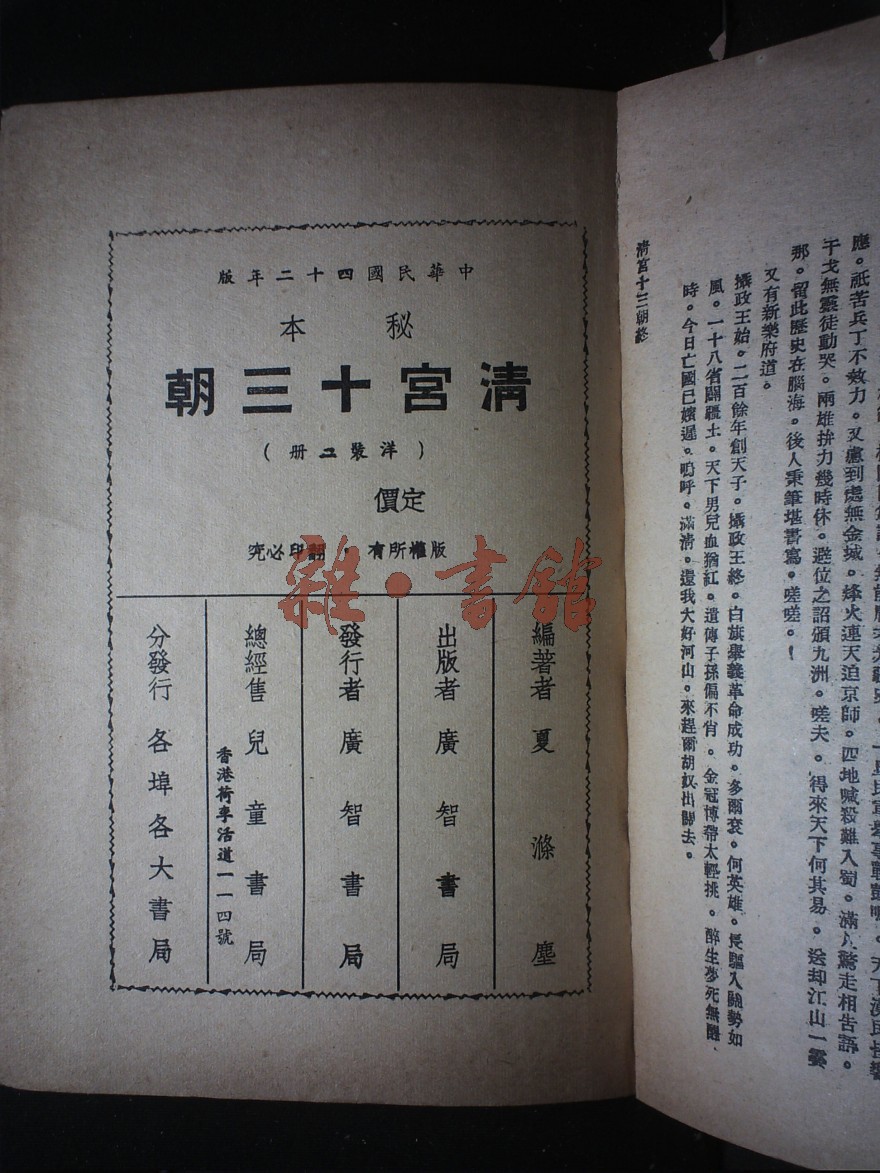 應。祇苦兵丁不效力。又慮到處無金城。烽火連天迫京師。四地喊殺難入蜀。滿人驚走相告語。
干戈無靈徒動哭。兩雄拚力幾時休。遜位之詔頒九洲。嗟夫。得來天下何其易。送却江山一霎
那。留此歷史在腦海。後人秉筆堪書寫。嗟嗟。!
又有新樂府道。
攝政王始。二百餘年創天子。攝政王終。白旗舉義革命成功。多爾袞。何英雄。長驅入關勢如
風。一十八省闢疆土。天下男兒血猶紅。遺傳子孫偏不肖。金冠博帶太輕挑。醉生夢死無醒
時。今日亡國已嬪遲。嗚呼。滿清。還我大好河山。來趕爾胡奴出歸去。
清宮十三朝終
中華民國四十二年版
秘本
清宮十三朝
(洋裝二册)
定價
版權所有・翻印必究
編著者 夏滌塵
出版者 廣智書局
發行者 廣智書局
總經售 兒童書局
香港荷李活道一一四號
分發行 各埠各大書局
雜·書館